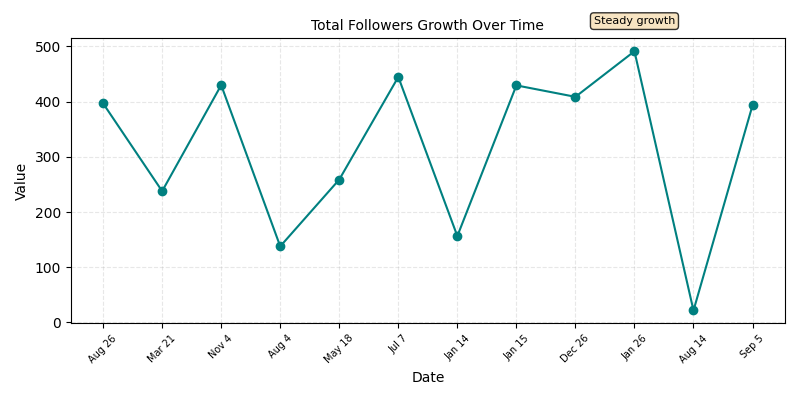 Steady growth
Total Followers Growth Over Time
Value
500
400
300
200
100
0
Aug 26 Mar 21 Nov 4 Aug 4 May 18 Jul 7 Jan 14 Jan 15 Dec 26 Jan 26 Aug 14 Sep 5
Date